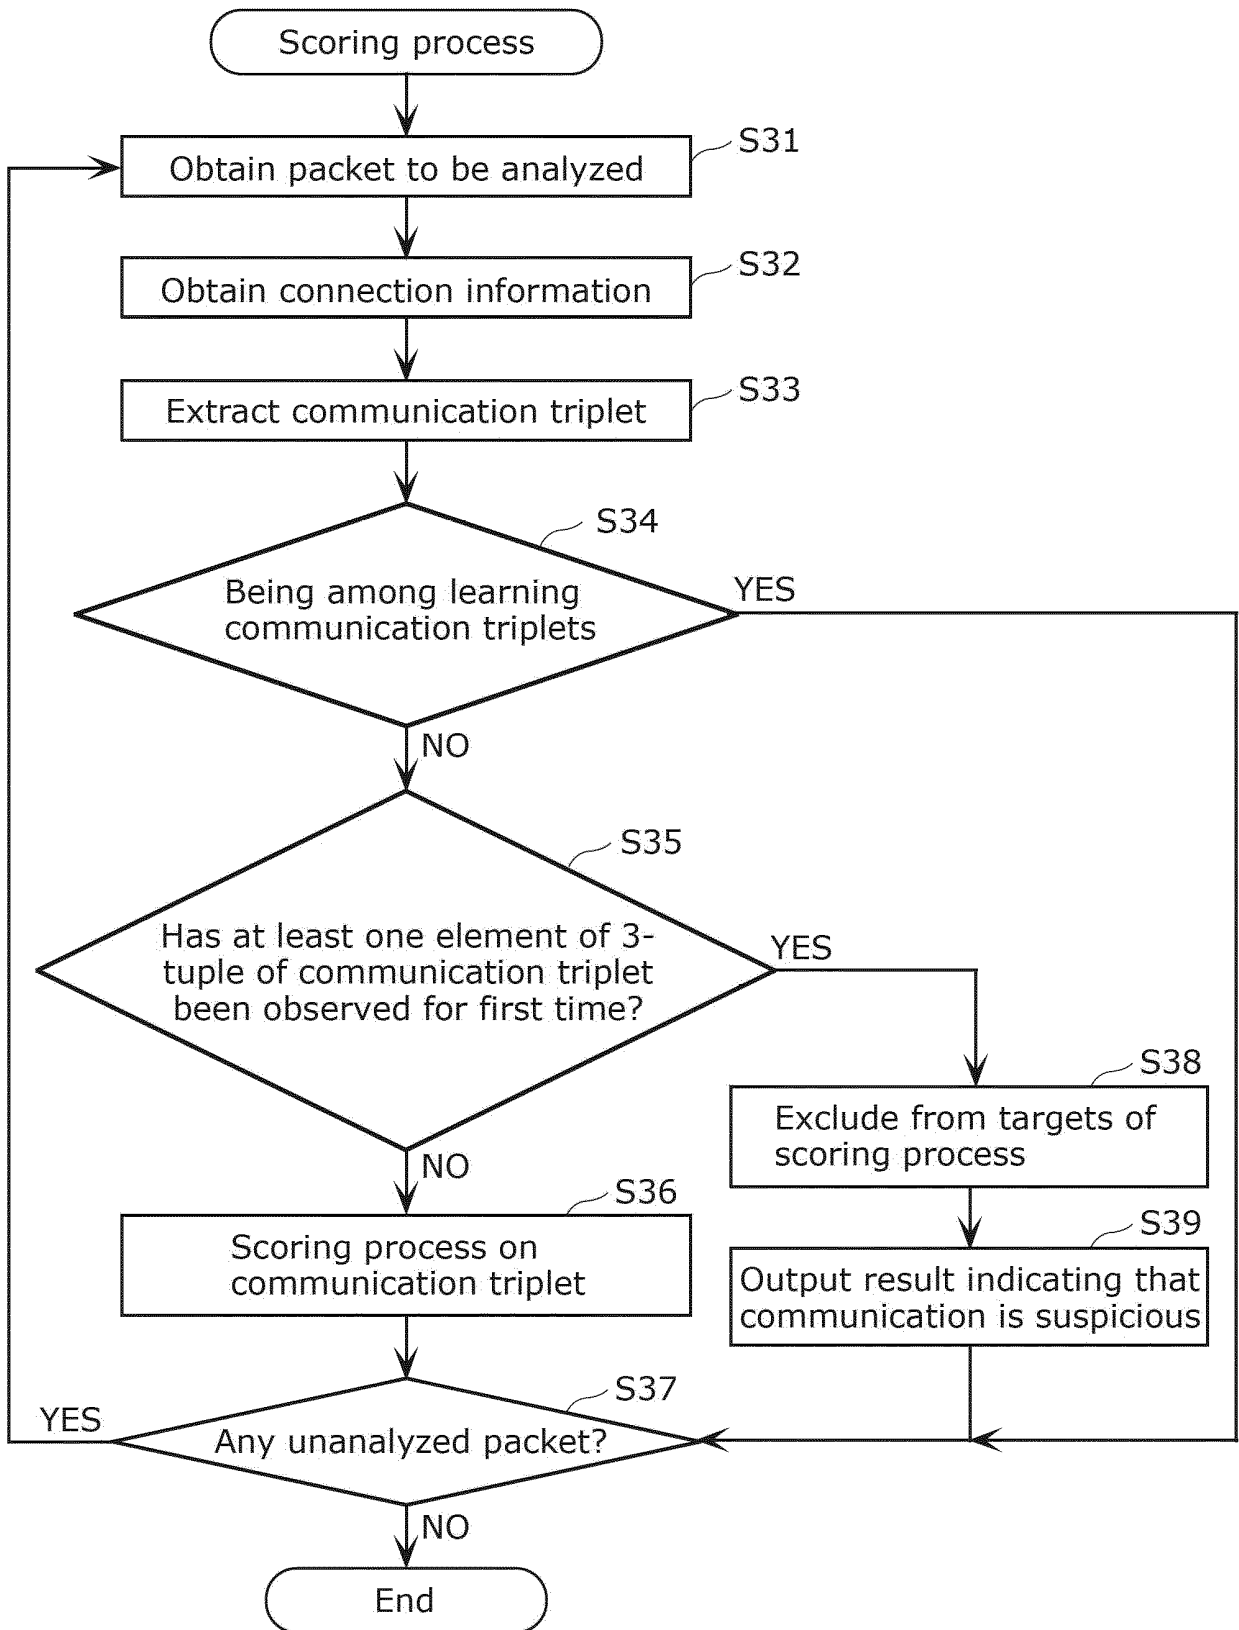 Scoring process
S31
Obtain packet to be analyzed
S32
Obtain connection information
S33
Extract communication triplet
S34
Being among learning
communication triplets
YES
NO
S35
Has at least one element of 3-
tuple of communication triplet
been observed for first time?
YES
NO
S38
Exclude from targets of
scoring process
S36
Scoring process on
communication triplet
S39
Output result indicating that
communication is suspicious
S37
Any unanalyzed packet?
YES
NO
End